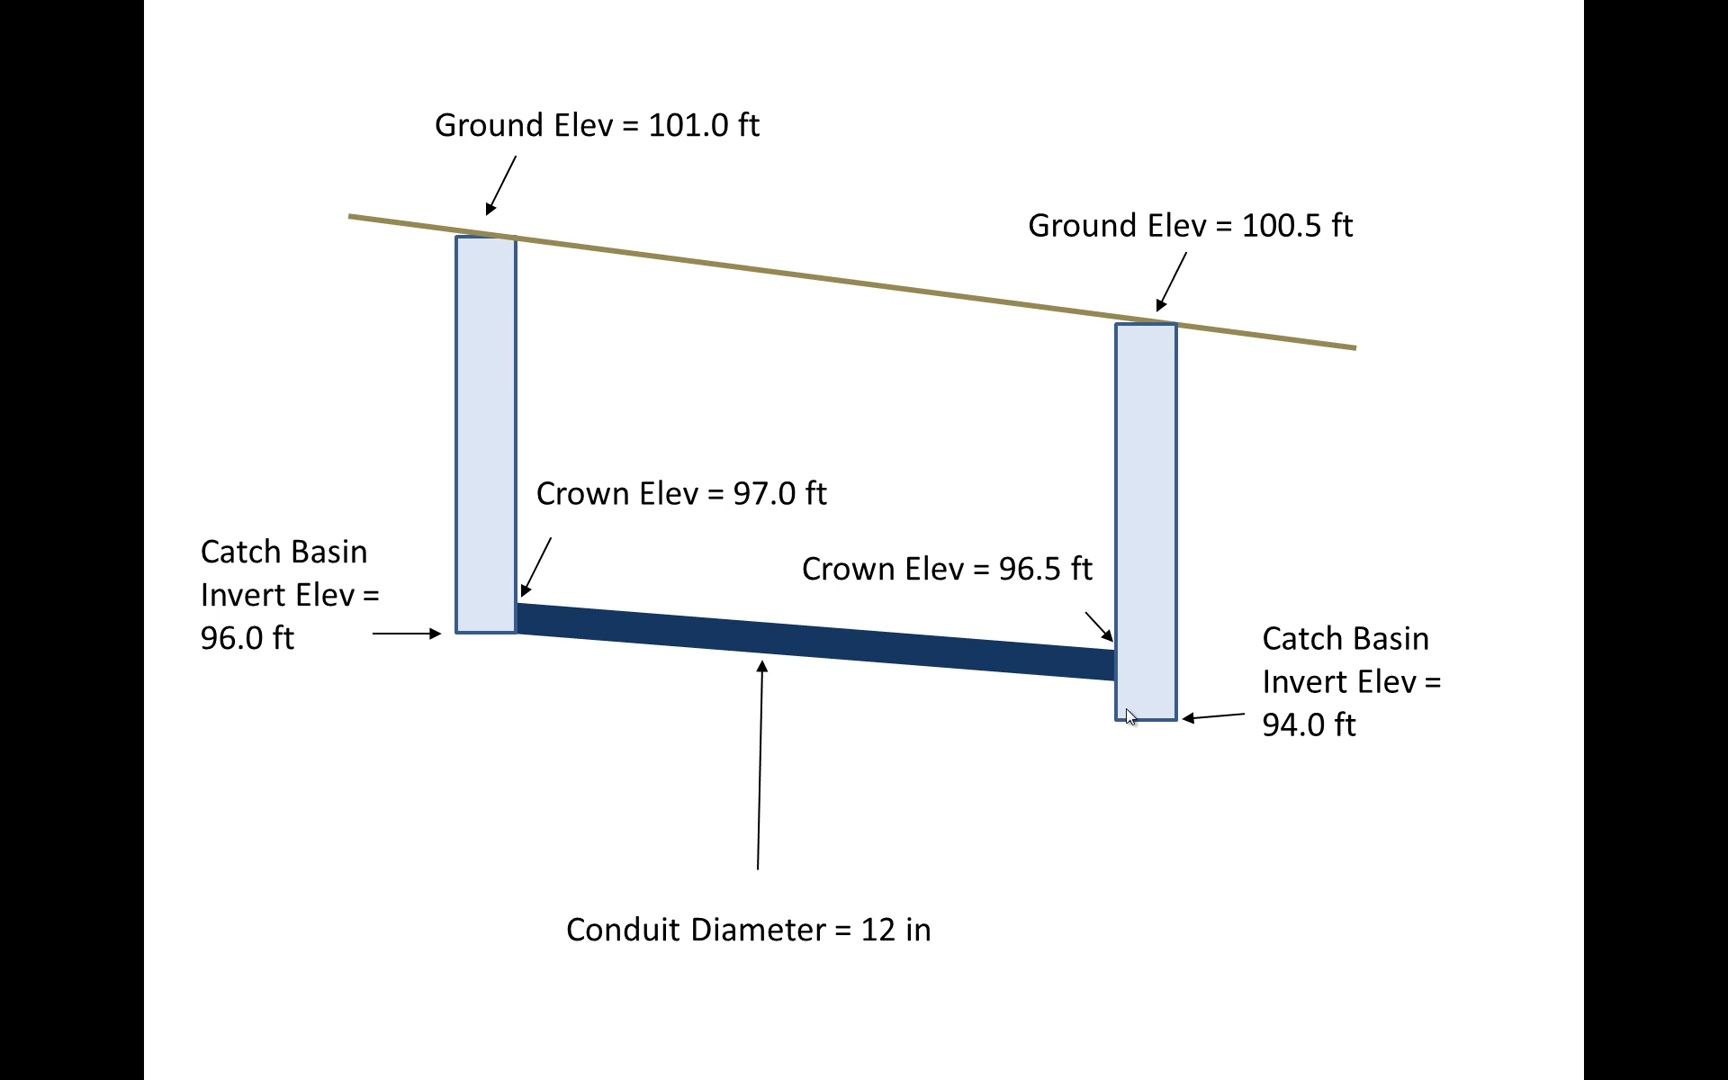 Ground Elev = 101.0 ft
Ground Elev = 100.5 ft
Crown Elev = 97.0 ft
Catch Basin
Invert Elev =
96.0 ft
Crown Elev = 96.5 ft
Catch Basin
Invert Elev =
94.0 ft
Conduit Diameter = 12 in